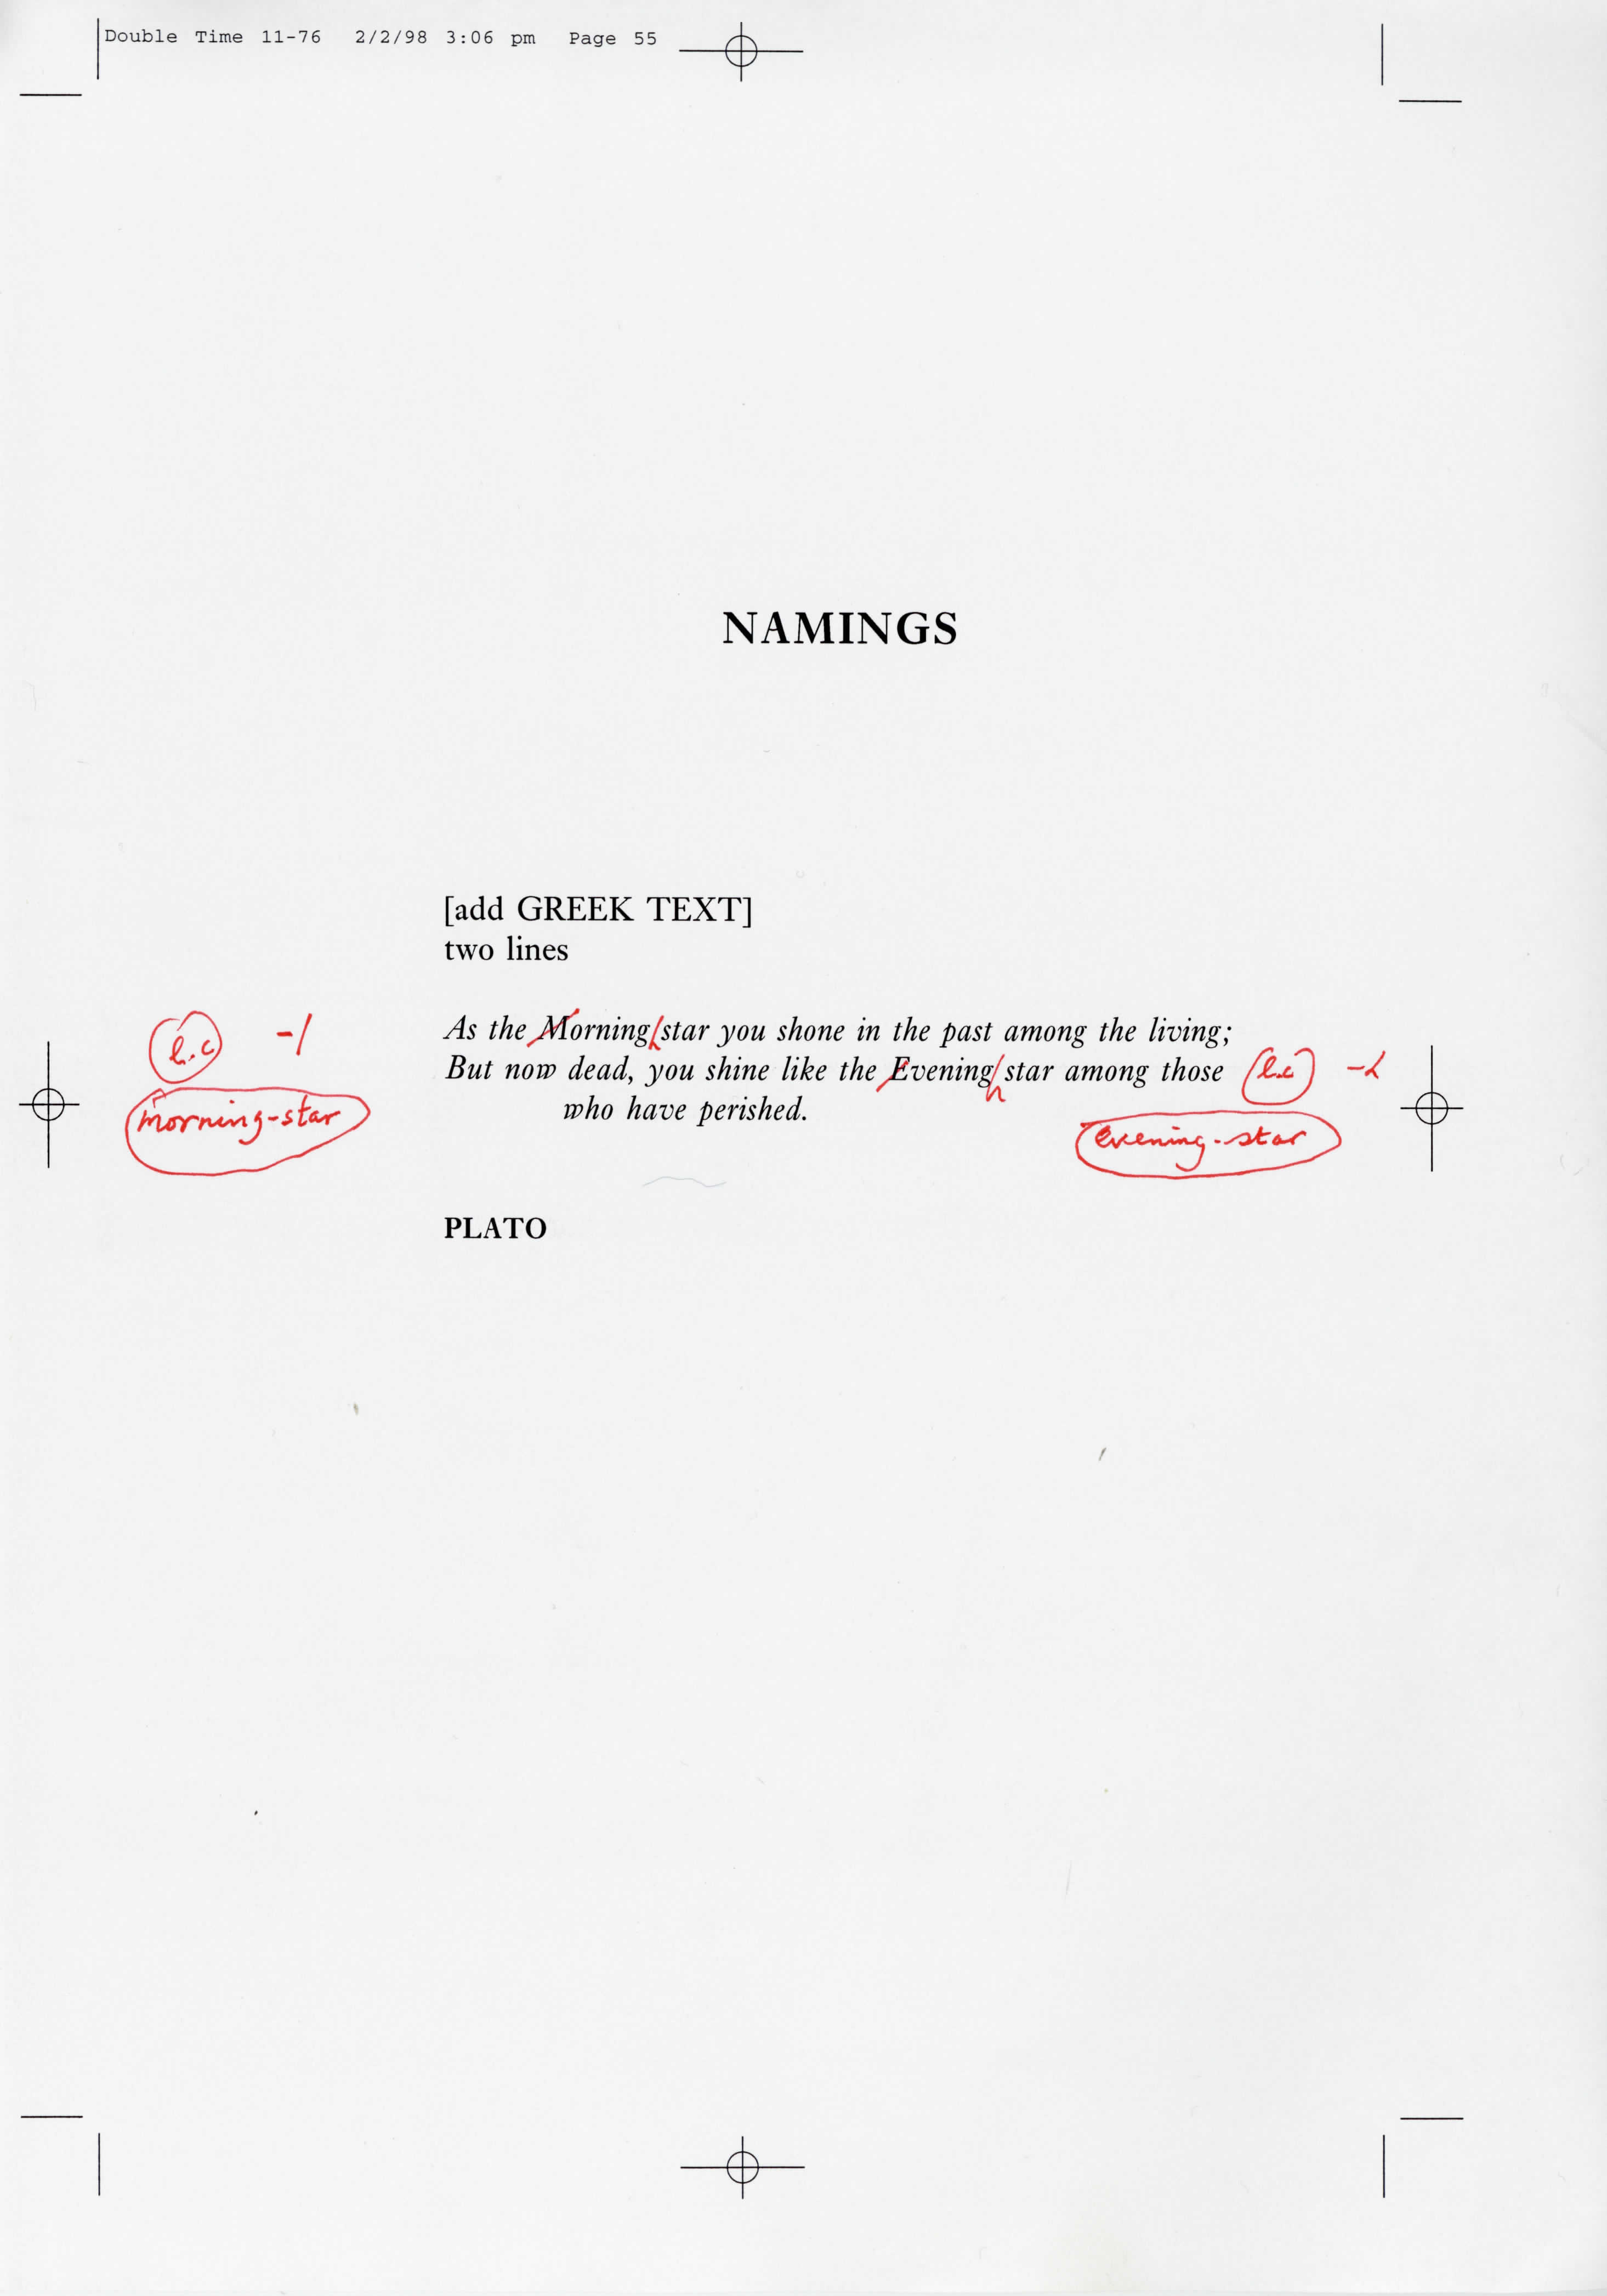 Double Time 11-76 2/2/98 3:06 pm Page 55
NAMINGS
[add GREEK TEXT]
two lines
l.c -/
As the Morning star you shone in the past among the living;
But now dead, you shine like the Evening star among those
l.c -/
morning-star
who have perished.
evening-star
PLATO